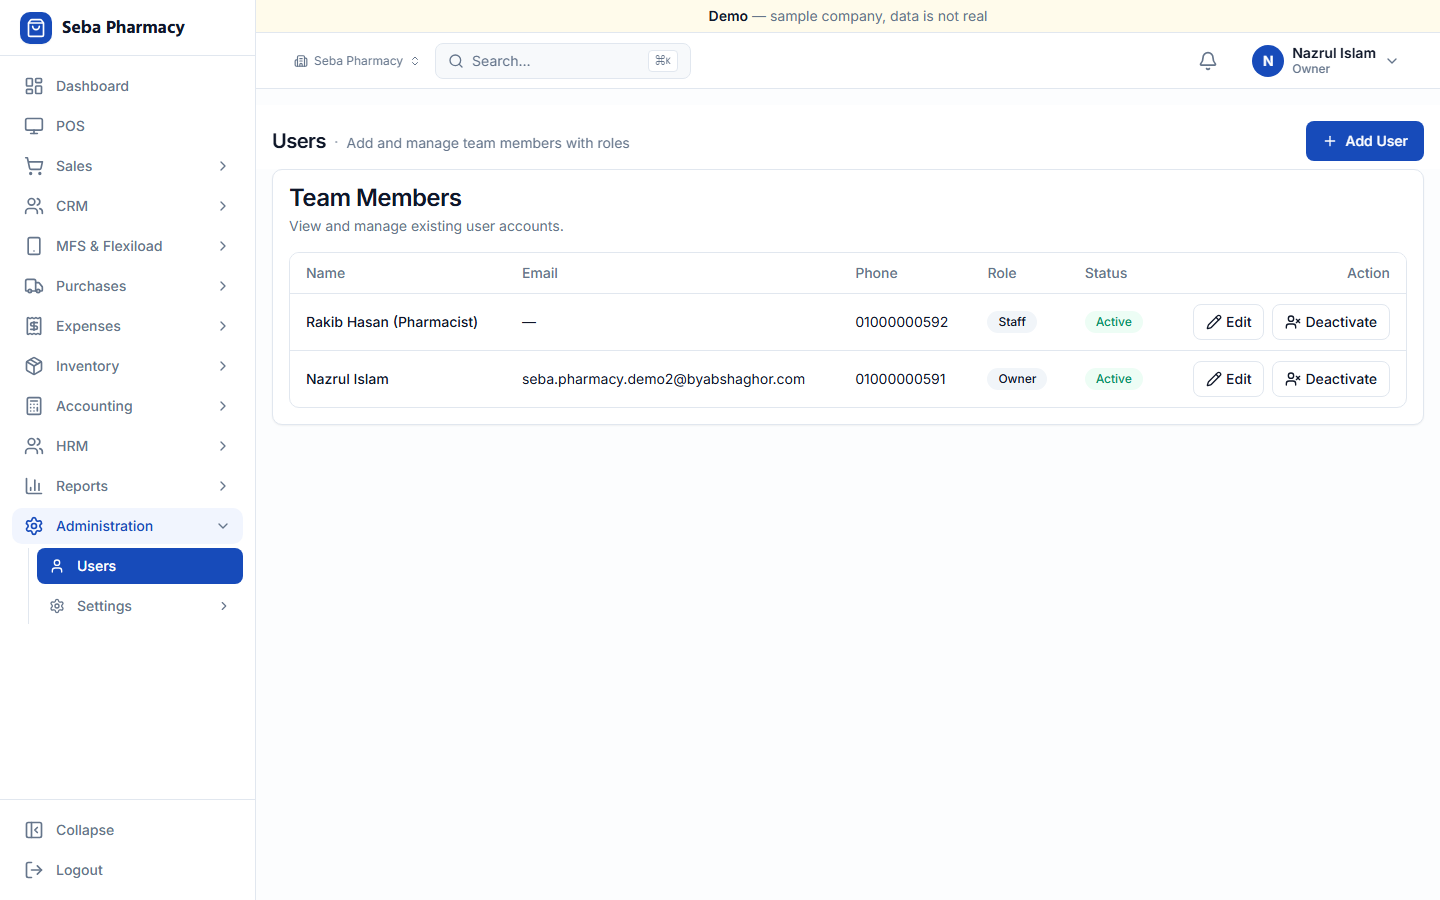 Seba Pharmacy
Demo — sample company, data is not real
Seba Pharmacy
Search...
⌘K
N
Nazrul Islam
Owner
Dashboard
POS
Sales
CRM
MFS & Flexiload
Purchases
Expenses
Inventory
Accounting
HRM
Reports
Administration
Users
Settings
Collapse
Logout
Users · Add and manage team members with roles
+ Add User
Team Members
View and manage existing user accounts.
Name Email Phone Role Status Action
Rakib Hasan (Pharmacist) — 01000000592 Staff Active Edit Deactivate
Nazrul Islam seba.pharmacy.demo2@byabshaghor.com 01000000591 Owner Active Edit Deactivate